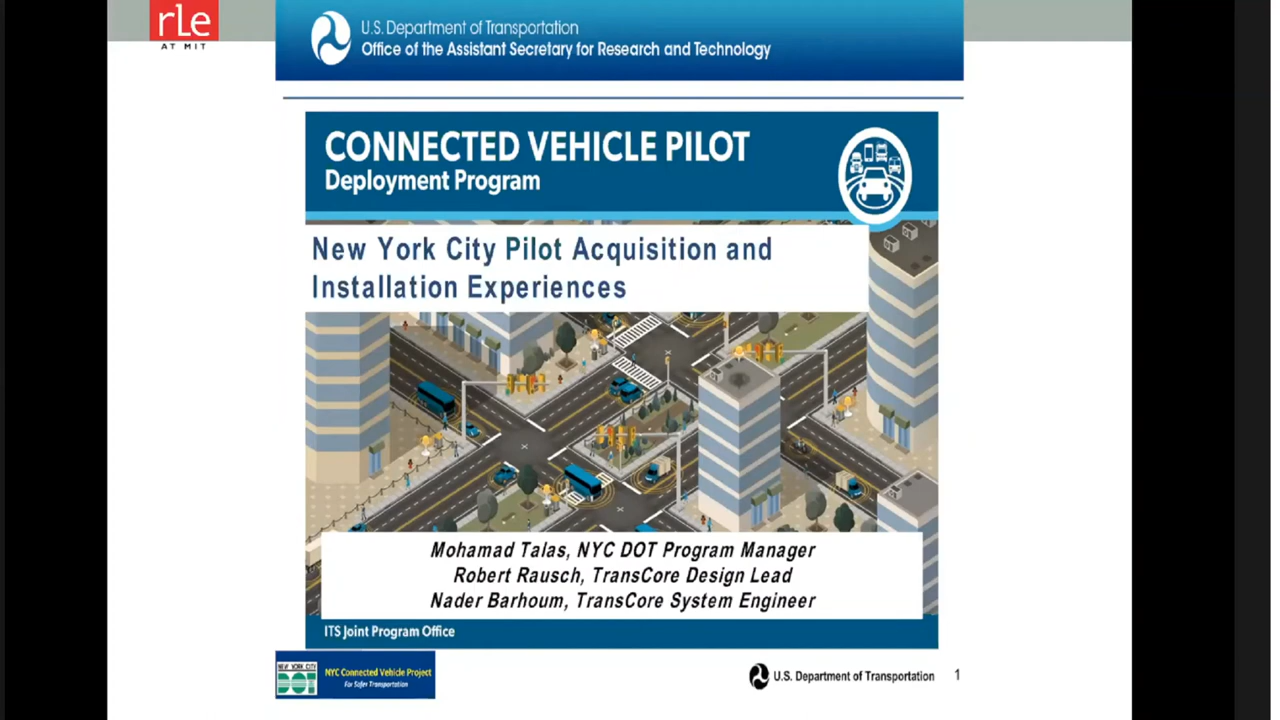 rle
AT MIT
U.S. Department of Transportation
Office of the Assistant Secretary for Research and Technology
CONNECTED VEHICLE PILOT
Deployment Program
New York City Pilot Acquisition and
Installation Experiences
Mohamad Talas, NYC DOT Program Manager
Robert Rausch, TransCore Design Lead
Nader Barhoum, TransCore System Engineer
ITS Joint Program Office
NEW YORK CITY
DOT
NYC Connected Vehicle Project
For Safer Transportation
U.S. Department of Transportation
1